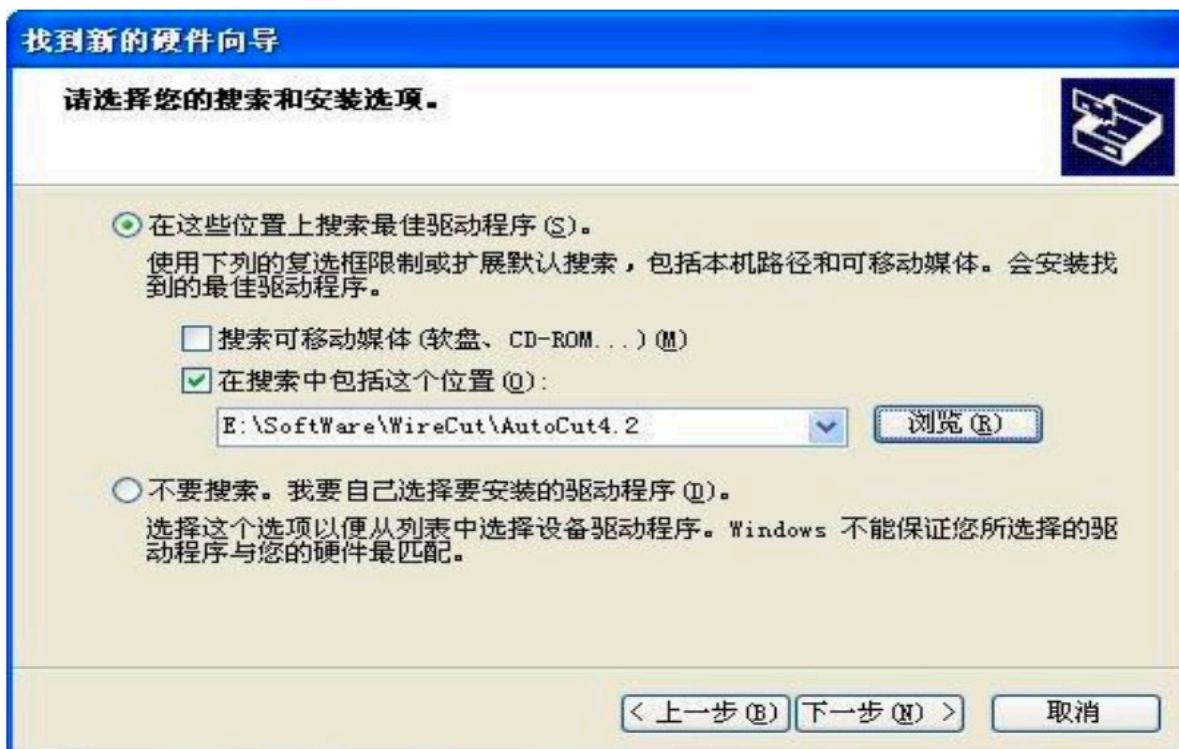 找到新的硬件向导
请选择您的搜索和安装选项。
在这些位置上搜索最佳驱动程序(S)。
使用下列的复选框限制或扩展默认搜索，包括本机路径和可移动媒体。会安装找
到的最佳驱动程序。
搜索可移动媒体(软盘、CD-ROM...)(M)
在搜索中包括这个位置(O):
E:\SoftWare\WireCut\AutoCut4.2
浏览(R)
不要搜索。我要自己选择要安装的驱动程序(D)。
选择这个选项以便从列表中选择设备驱动程序。Windows 不能保证您所选择的驱
动程序与您的硬件最匹配。
< 上一步(B) 下一步(N) > 取消